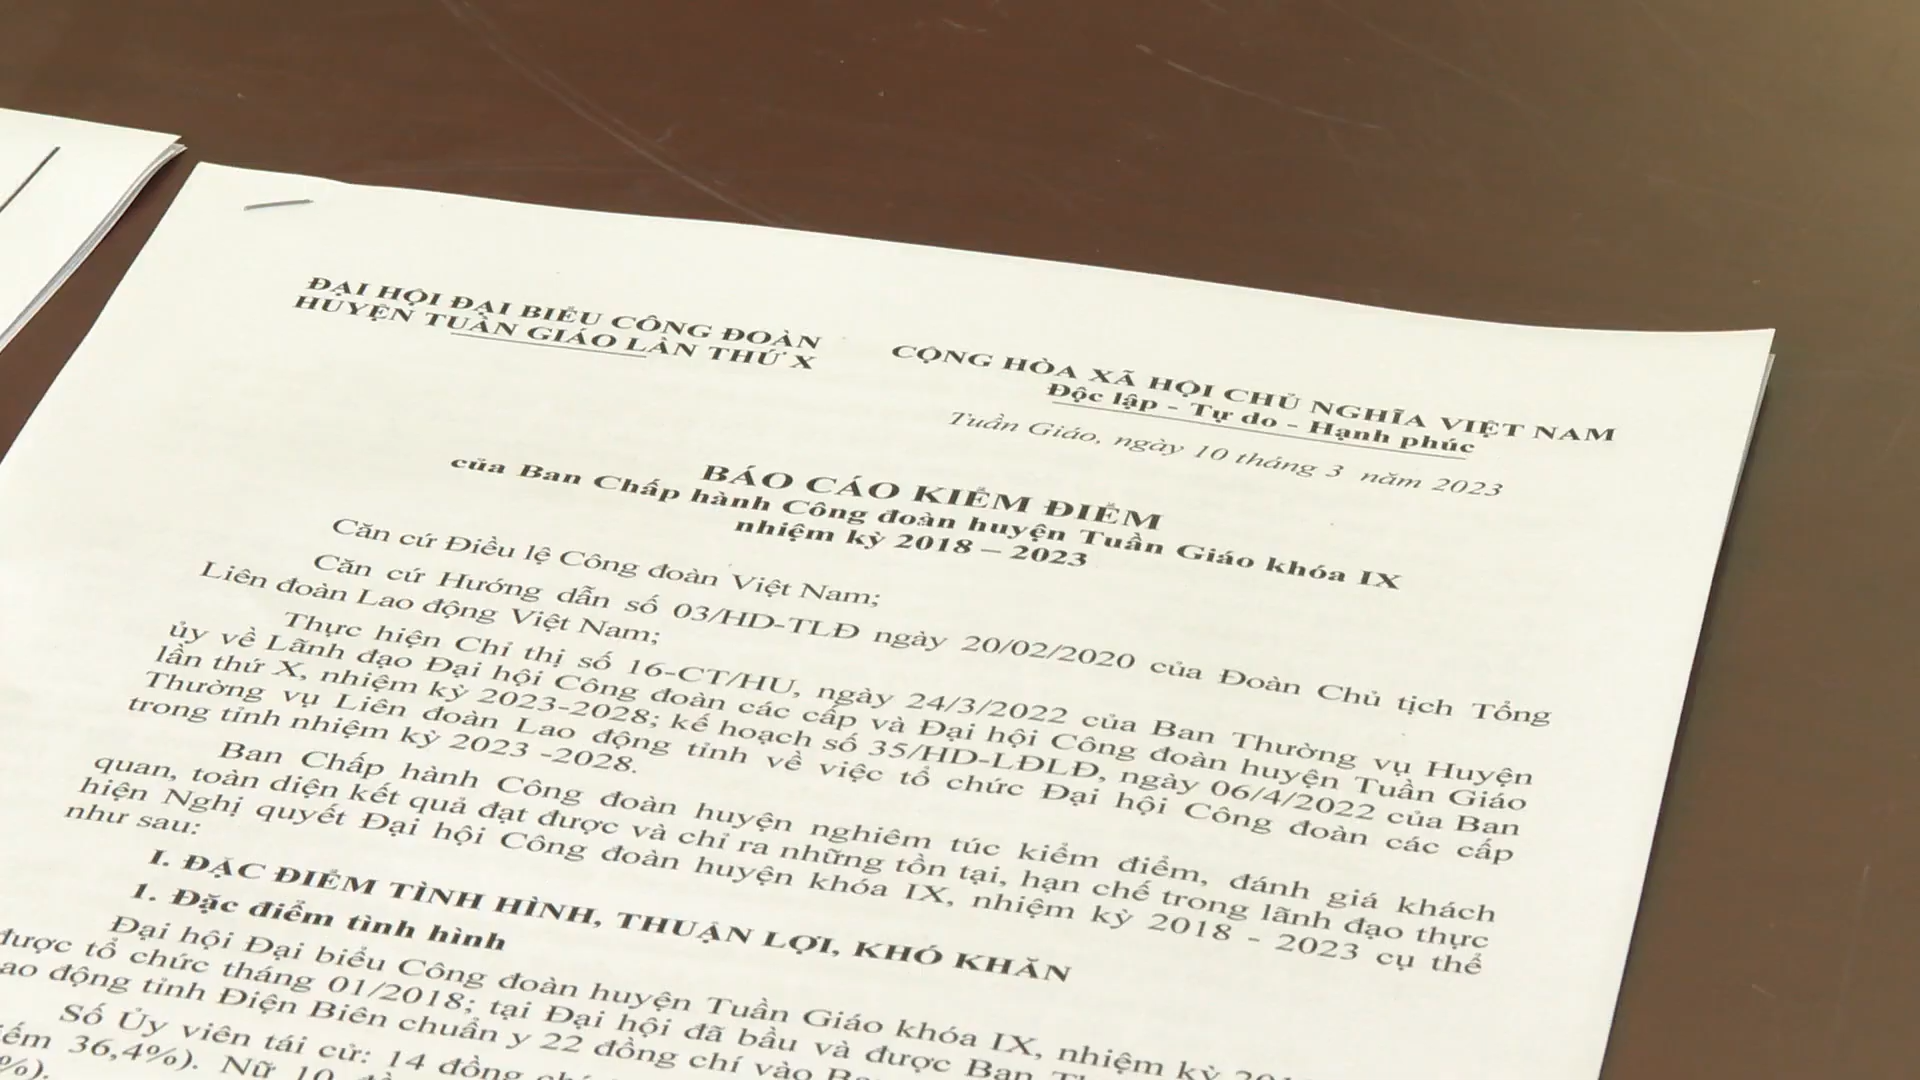 ĐẠI HỘI ĐẠI BIỂU CÔNG ĐOÀN
HUYỆN TUẦN GIÁO LẦN THỨ X
CỘNG HÒA XÃ HỘI CHỦ NGHĨA VIỆT NAM
Độc lập - Tự do - Hạnh phúc
Tuần Giáo, ngày 10 tháng 3 năm 2023
BÁO CÁO KIỂM ĐIỂM
của Ban Chấp hành Công đoàn huyện Tuần Giáo khóa IX
nhiệm kỳ 2018 – 2023
Căn cứ Điều lệ Công đoàn Việt Nam;
Căn cứ Hướng dẫn số 03/HD-TLĐ ngày 20/02/2020 của Đoàn Chủ tịch Tổng
Liên đoàn Lao động Việt Nam;
Thực hiện Chỉ thị số 16-CT/HU, ngày 24/3/2022 của Ban Thường vụ Huyện
ủy về Lãnh đạo Đại hội Công đoàn các cấp và Đại hội Công đoàn huyện Tuần Giáo
lần thứ X, nhiệm kỳ 2023-2028; kế hoạch số 35/HD-LĐLĐ, ngày 06/4/2022 của Ban
Thường vụ Liên đoàn Lao động tỉnh về việc tổ chức Đại hội Công đoàn các cấp
trong tỉnh nhiệm kỳ 2023 -2028.
Ban Chấp hành Công đoàn huyện nghiêm túc kiểm điểm, đánh giá khách
quan, toàn diện kết quả đạt được và chỉ ra những tồn tại, hạn chế trong lãnh đạo thực
hiện Nghị quyết Đại hội Công đoàn huyện khóa IX, nhiệm kỳ 2018 - 2023 cụ thể
như sau:
I. ĐẶC ĐIỂM TÌNH HÌNH, THUẬN LỢI, KHÓ KHĂN
1. Đặc điểm tình hình
Đại hội Đại biểu Công đoàn huyện Tuần Giáo khóa IX, nhiệm kỳ
được tổ chức tháng 01/2018; tại Đại hội đã bầu và được Ban
động tỉnh Điện Biên chuẩn y 22 đồng chí vào
Số Ủy viên tái cử: 14 đồng
36,4%). Nữ 10